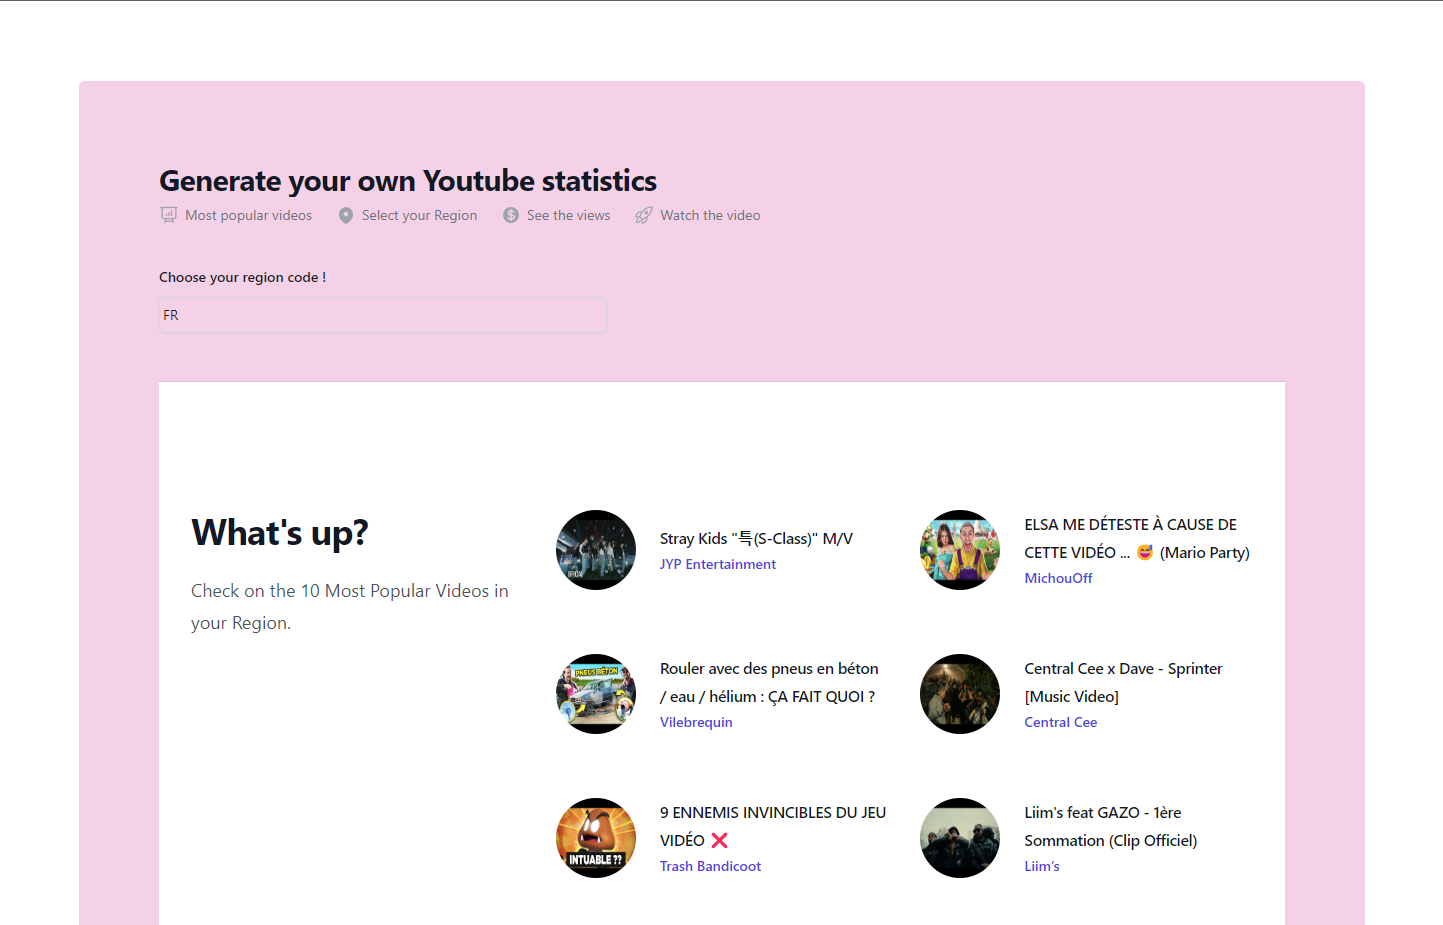 Generate your own Youtube statistics
Most popular videos
Select your Region
See the views
Watch the video
Choose your region code !
FR
What's up?
Check on the 10 Most Popular Videos in
your Region.
Stray Kids "특(S-Class)" M/V
JYP Entertainment
ELSA ME DÉTESTE À CAUSE DE
CETTE VIDÉO ... 😅 (Mario Party)
MichouOff
PNEUS BÉTON
Rouler avec des pneus en béton
/ eau / hélium : ÇA FAIT QUOI ?
Vilebrequin
Central Cee x Dave - Sprinter
[Music Video]
Central Cee
INTUABLE ??
9 ENNEMIS INVINCIBLES DU JEU
VIDÉO ❌
Trash Bandicoot
Liim's feat GAZO - 1ère
Sommation (Clip Officiel)
Liim’s